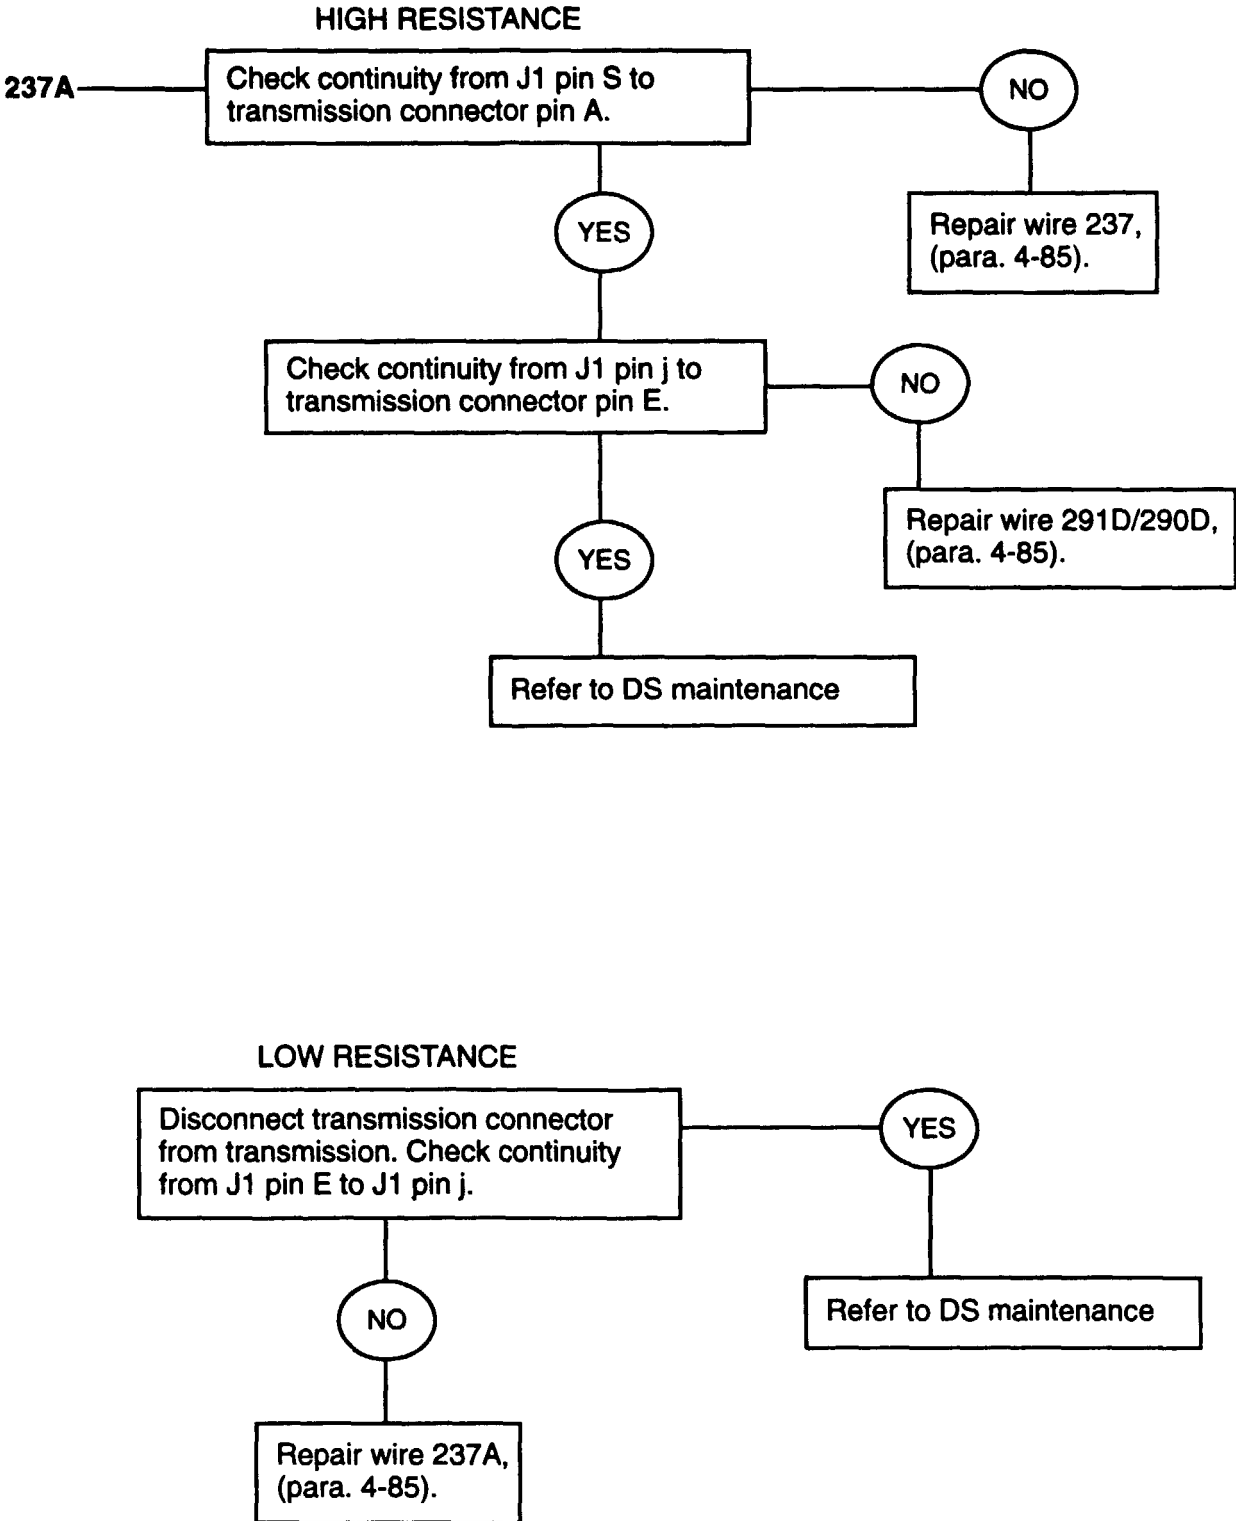 HIGH RESISTANCE
237A
Check continuity from J1 pin S to
transmission connector pin A.
NO
YES
Repair wire 237,
(para. 4-85).
Check continuity from J1 pin j to
transmission connector pin E.
NO
YES
Repair wire 291D/290D,
(para. 4-85).
Refer to DS maintenance
LOW RESISTANCE
Disconnect transmission connector
from transmission. Check continuity
from J1 pin E to J1 pin j.
YES
NO
Refer to DS maintenance
Repair wire 237A,
(para. 4-85).